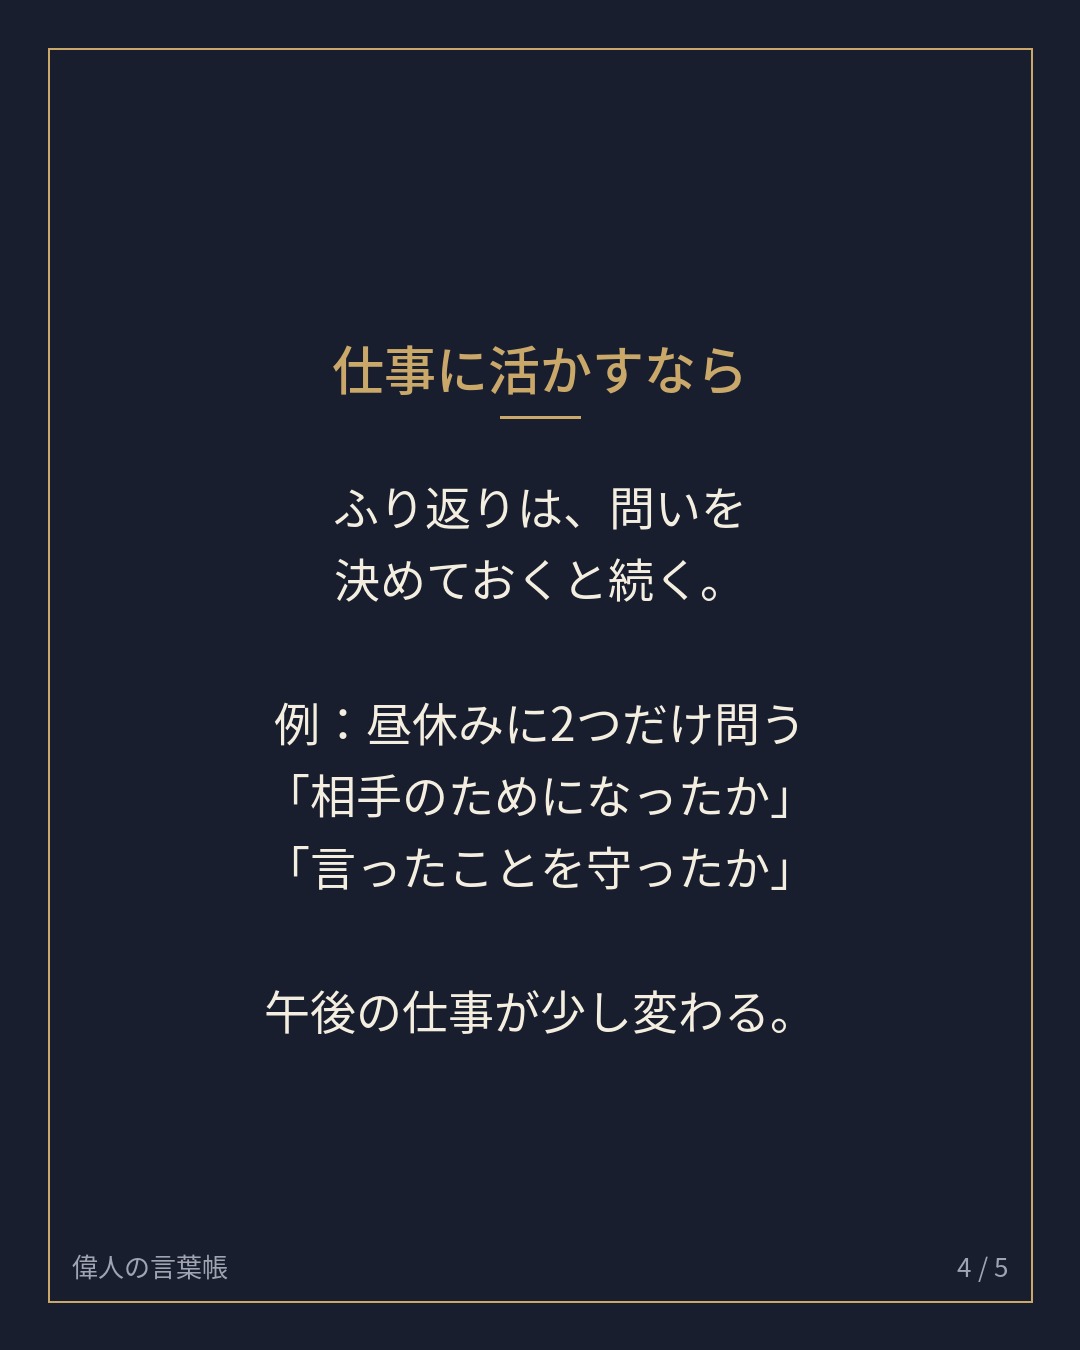 仕事に活かすなら
ふり返りは、問いを
決めておくと続く。
例：昼休みに2つだけ問う
「相手のためになったか」
「言ったことを守ったか」
午後の仕事が少し変わる。
偉人の言葉帳
4 / 5